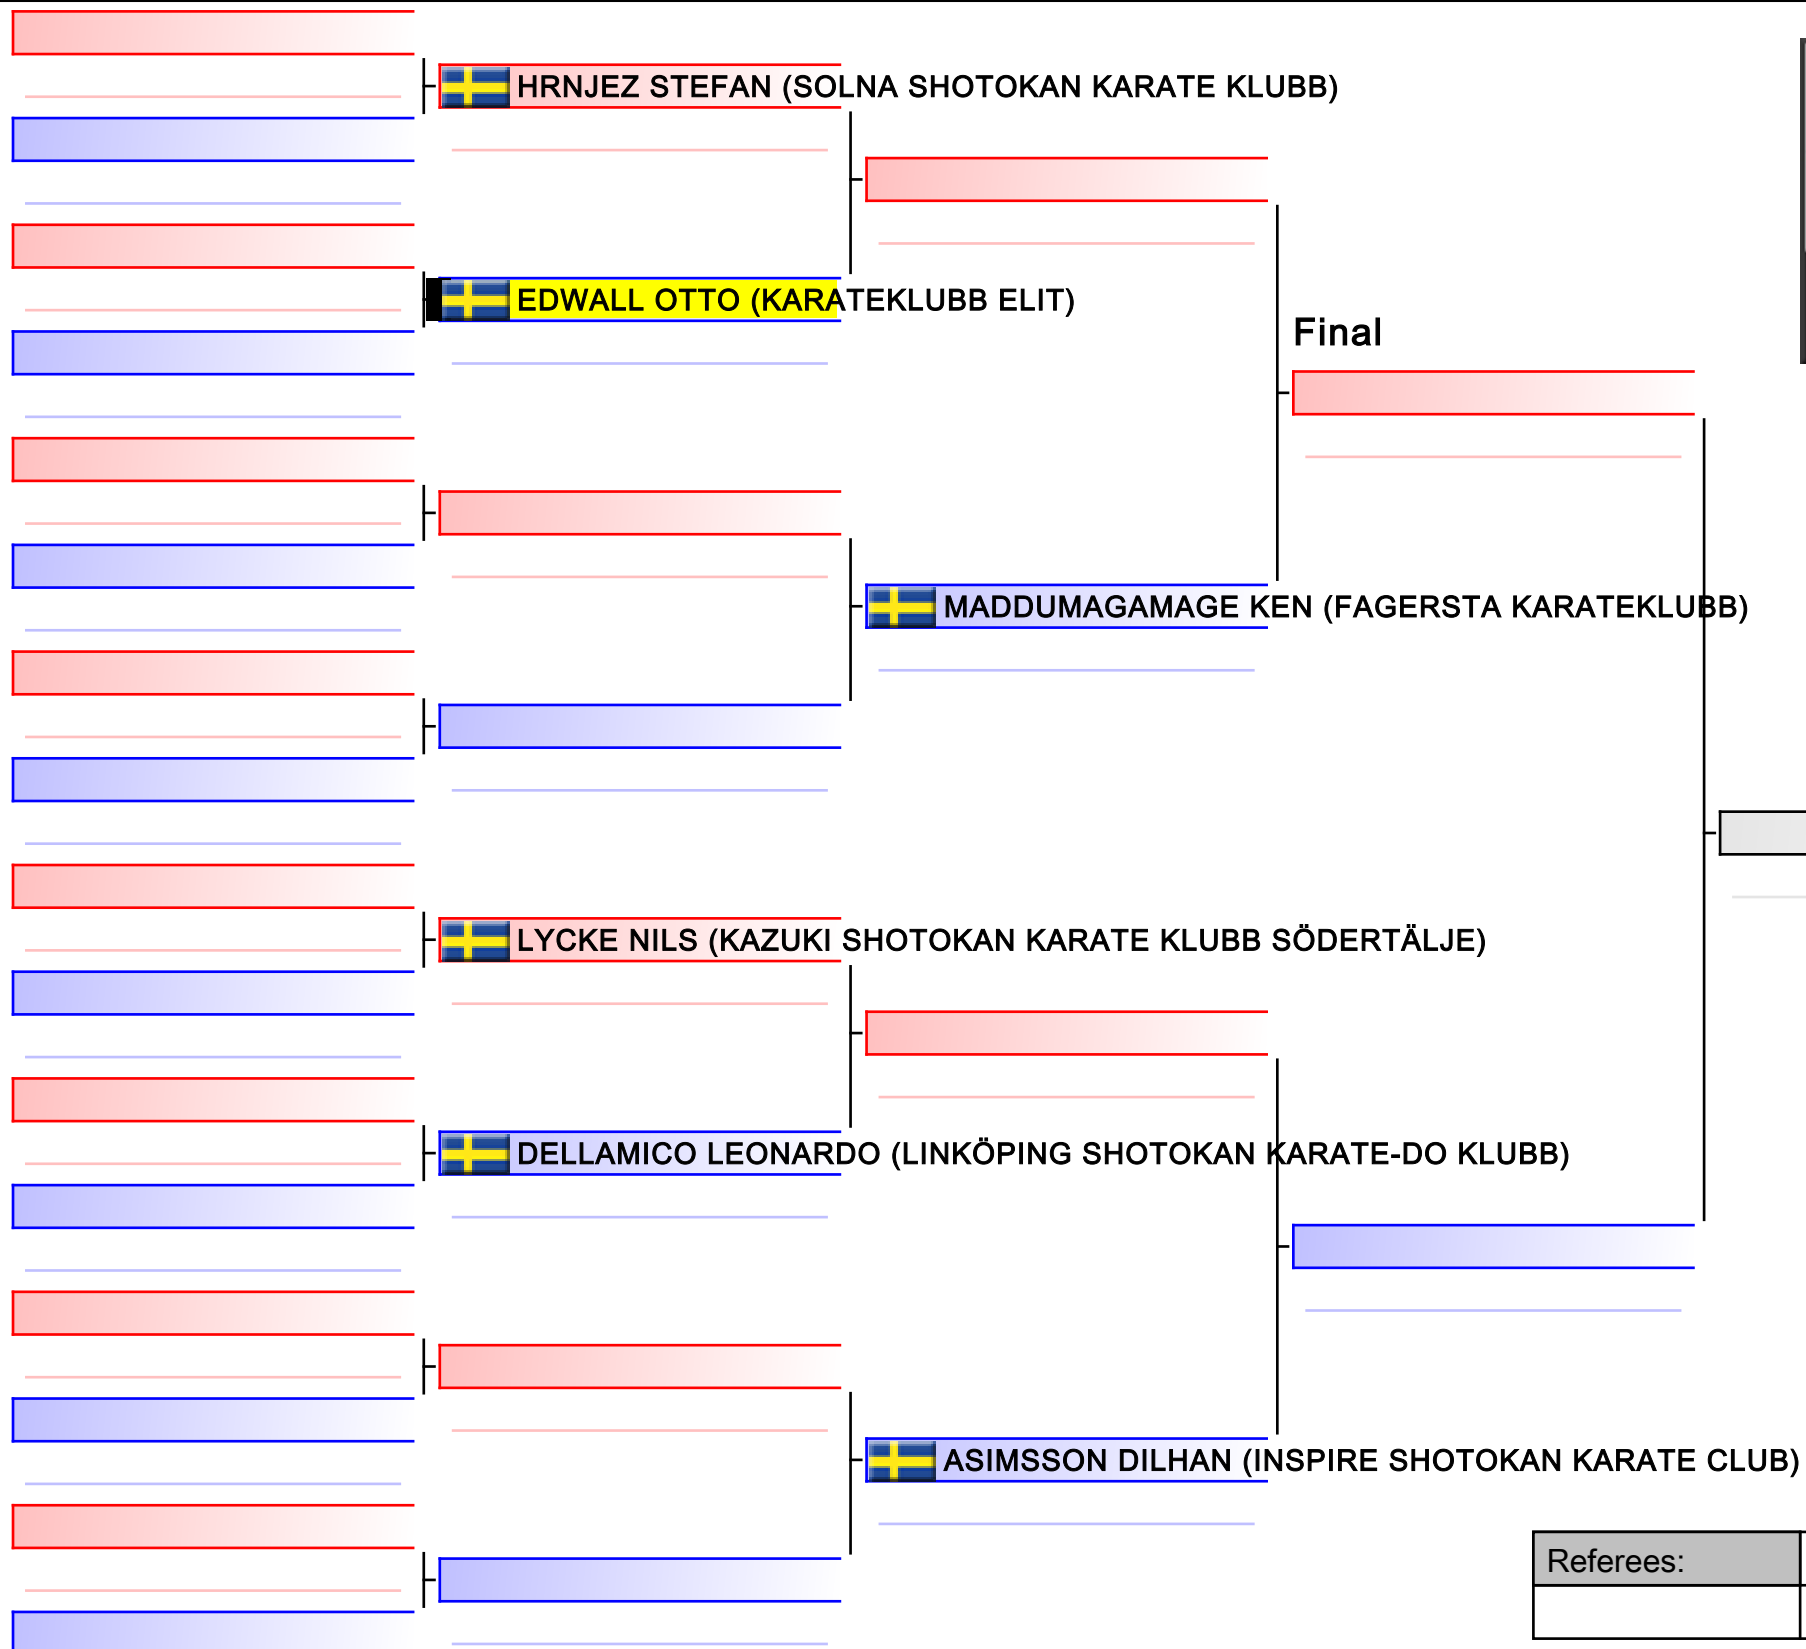 HRNJEZ STEFAN (SOLNA SHOTOKAN KARATE KLUBB)
EDWALL OTTO (KARATEKLUBB ELIT)
Final
MADDUMAGAMAGE KEN (FAGERSTA KARATEKLUBB)
LYCKE NILS (KAZUKI SHOTOKAN KARATE KLUBB SÖDERTÄLJE)
DELLAMICO LEONARDO (LINKÖPING SHOTOKAN KARATE-DO KLUBB)
ASIMSSON DILHAN (INSPIRE SHOTOKAN KARATE CLUB)
Referees: